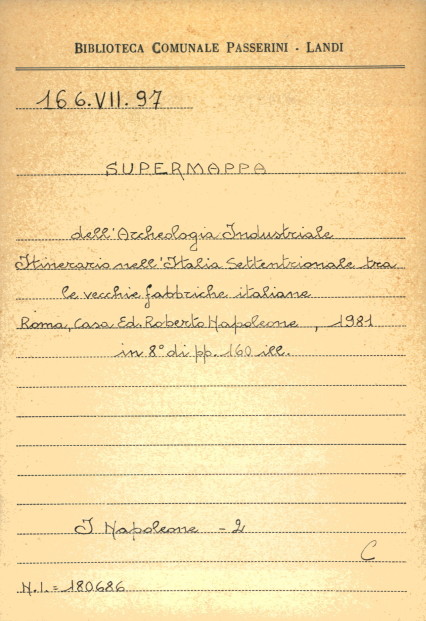 BIBLIOTECA COMUNALE PASSERINI - LANDI
16 6.VII.97
SUPERMAPPA
dell'Archeologia Industriale
Itinerario nell'Italia Settentrionale tra
le vecchie fabbriche italiane
Roma, Casa Ed. Roberto Napoleone, 1981
in 8° di pp. 160 ill.
I Napoleone - 2
C
N.I. = 180686